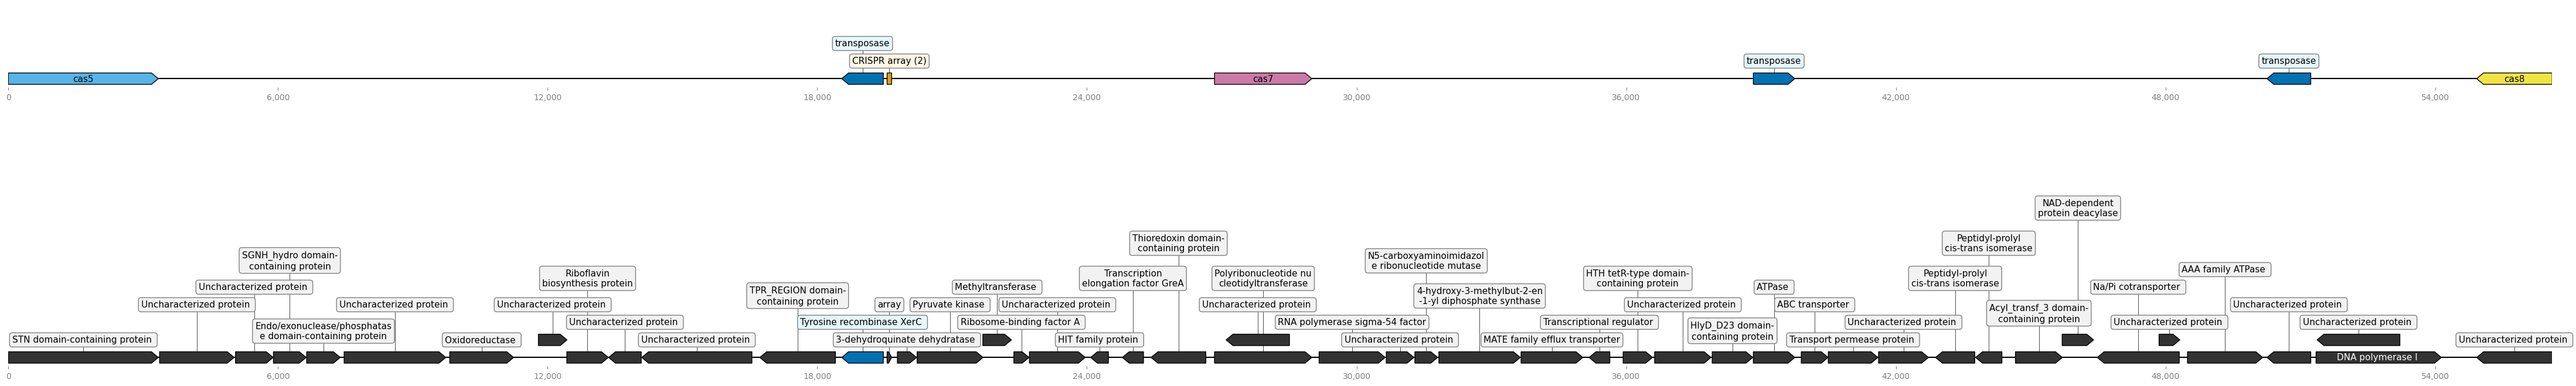 transposase
CRISPR array (2)
transposase
transposase
cas5
cas7
cas8
0
6,000
12,000
18,000
24,000
30,000
36,000
42,000
48,000
54,000
NAD-dependent
protein deacylase
Thioredoxin domain-
containing protein
Peptidyl-prolyl
cis-trans isomerase
SGNH_hydro domain-
containing protein
N5-carboxyaminoimidazol
e ribonucleotide mutase
AAA family ATPase
Riboflavin
biosynthesis protein
Transcription
elongation factor GreA
Polyribonucleotide nu
cleotidyltransferase
HTH tetR-type domain-
containing protein
Peptidyl-prolyl
cis-trans isomerase
Uncharacterized protein
Methyltransferase
ATPase
Na/Pi cotransporter
TPR_REGION domain-
containing protein
4-hydroxy-3-methylbut-2-en
-1-yl diphosphate synthase
Uncharacterized protein
Uncharacterized protein
Uncharacterized protein
array
Pyruvate kinase
Uncharacterized protein
Uncharacterized protein
Uncharacterized protein
ABC transporter
Acyl_transf_3 domain-
containing protein
Uncharacterized protein
Endo/exonuclease/phosphatas
e domain-containing protein
Uncharacterized protein
Tyrosine recombinase XerC
Ribosome-binding factor A
RNA polymerase sigma-54 factor
Transcriptional regulator
HlyD_D23 domain-
containing protein
Uncharacterized protein
Uncharacterized protein
Uncharacterized protein
STN domain-containing protein
Oxidoreductase
Uncharacterized protein
3-dehydroquinate dehydratase
HIT family protein
Uncharacterized protein
MATE family efflux transporter
Transport permease protein
Uncharacterized protein
DNA polymerase I
0
6,000
12,000
18,000
24,000
30,000
36,000
42,000
48,000
54,000